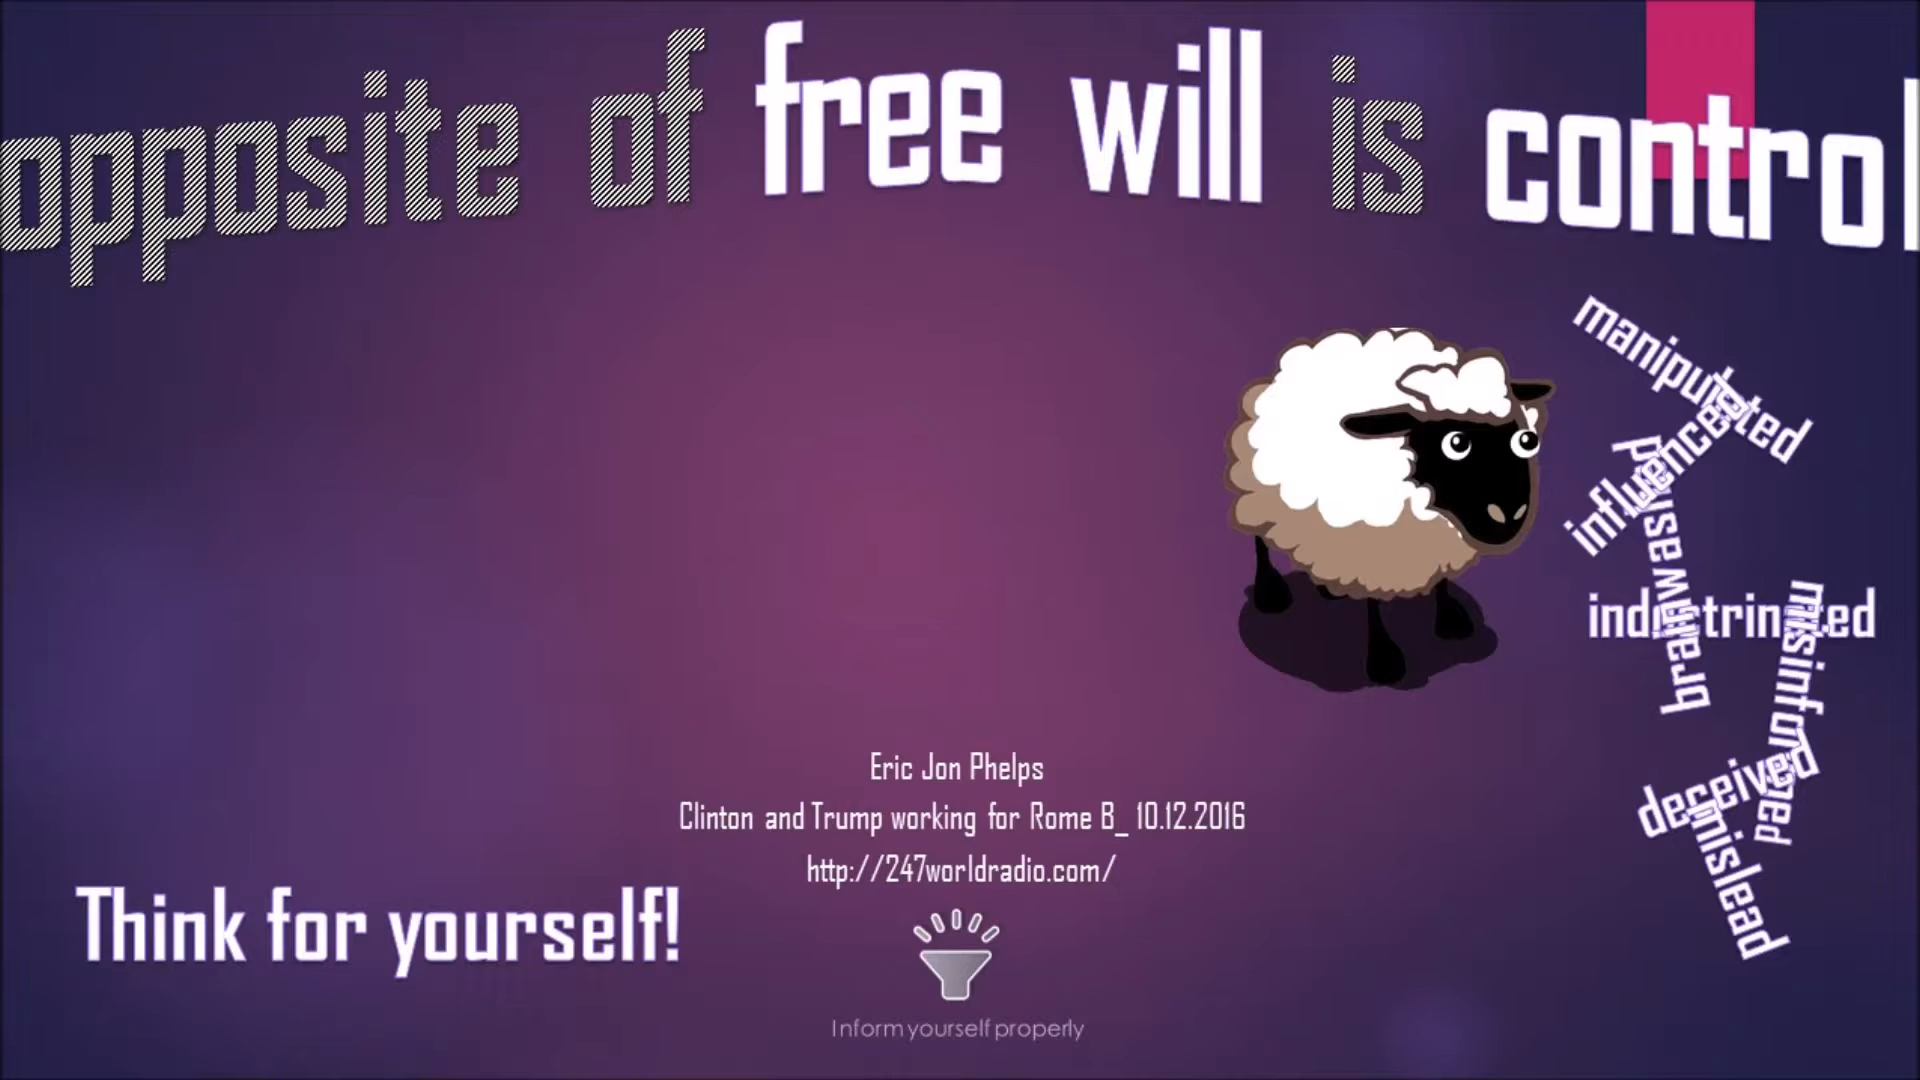 opposite of free will is control
manipulated
influenced
brainwashed
indoctrinated
misinformed
deceived
mislead
Eric Jon Phelps
Clinton and Trump working for Rome B_ 10.12.2016
http://247worldradio.com/
Think for yourself!
Inform yourself properly